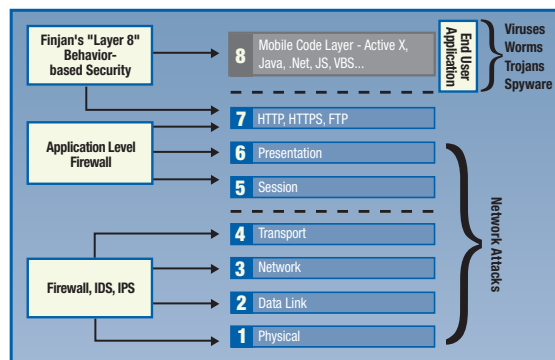 Finjan's "Layer 8"
Behavior-
based Security
8
Mobile Code Layer - Active X,
Java, .Net, JS, VBS...
End User
Application
Viruses
Worms
Trojans
Spyware
7 HTTP, HTTPS, FTP
Application Level
Firewall
6 Presentation
5 Session
4 Transport
3 Network
Firewall, IDS, IPS
2 Data Link
1 Physical
Network Attacks